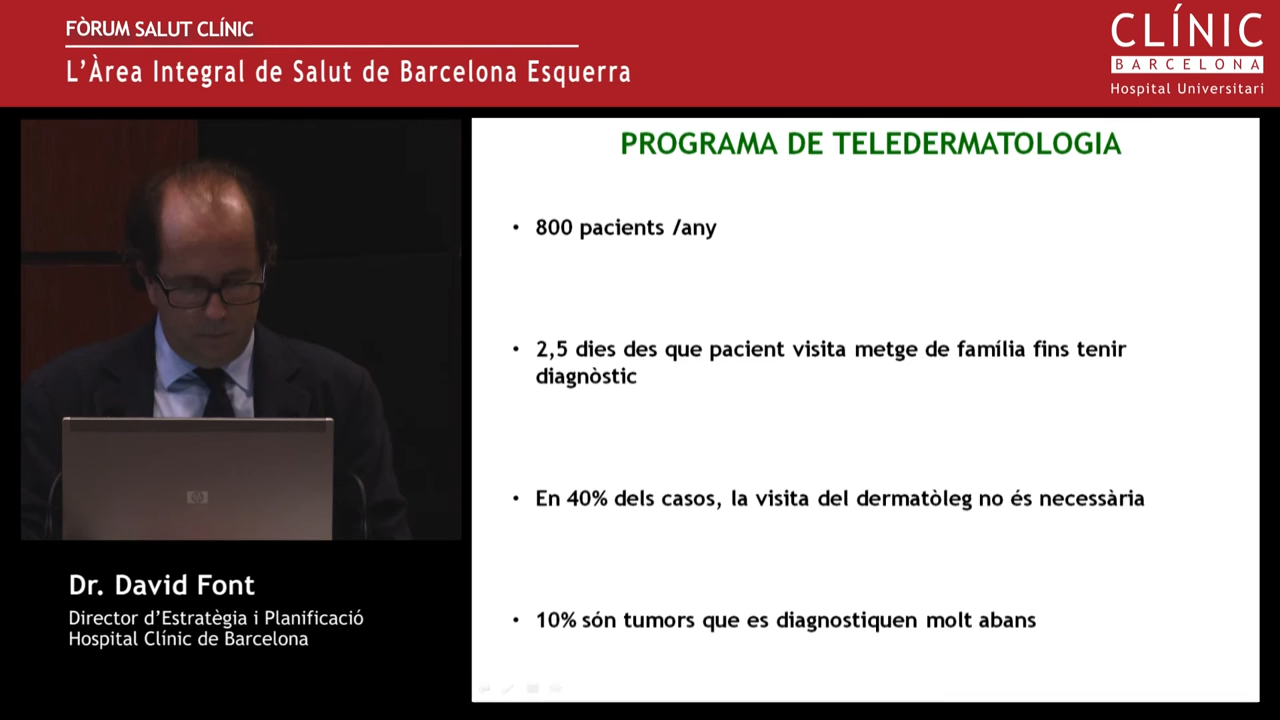 FÒRUM SALUT CLÍNIC
L'Àrea Integral de Salut de Barcelona Esquerra
CLÍNIC
BARCELONA
Hospital Universitari
PROGRAMA DE TELEDERMATOLOGIA
• 800 pacients /any
• 2,5 dies des que pacient visita metge de família fins tenir
diagnòstic
• En 40% dels casos, la visita del dermatòleg no és necessària
• 10% són tumors que es diagnostiquen molt abans
hp
Dr. David Font
Director d'Estratègia i Planificació
Hospital Clínic de Barcelona